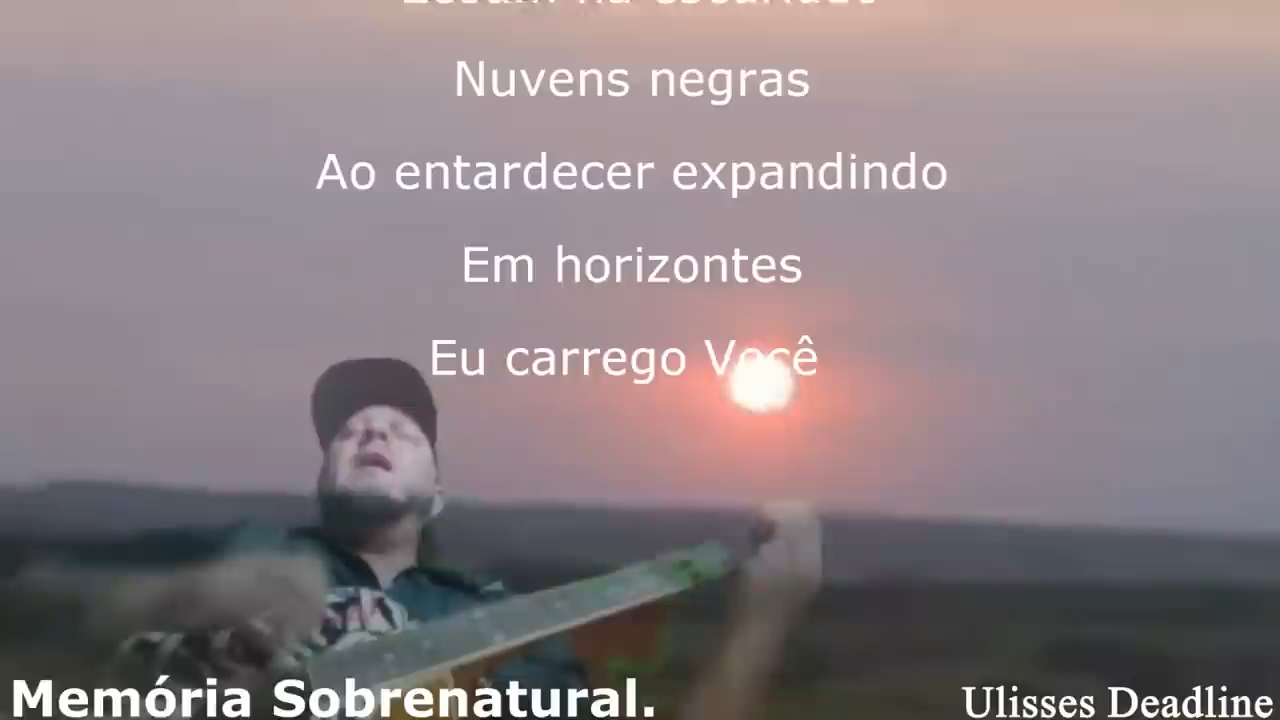 Nuvens negras
Ao entardecer expandindo
Em horizontes
Eu carrego Você
Memória Sobrenatural.
Ulisses Deadline